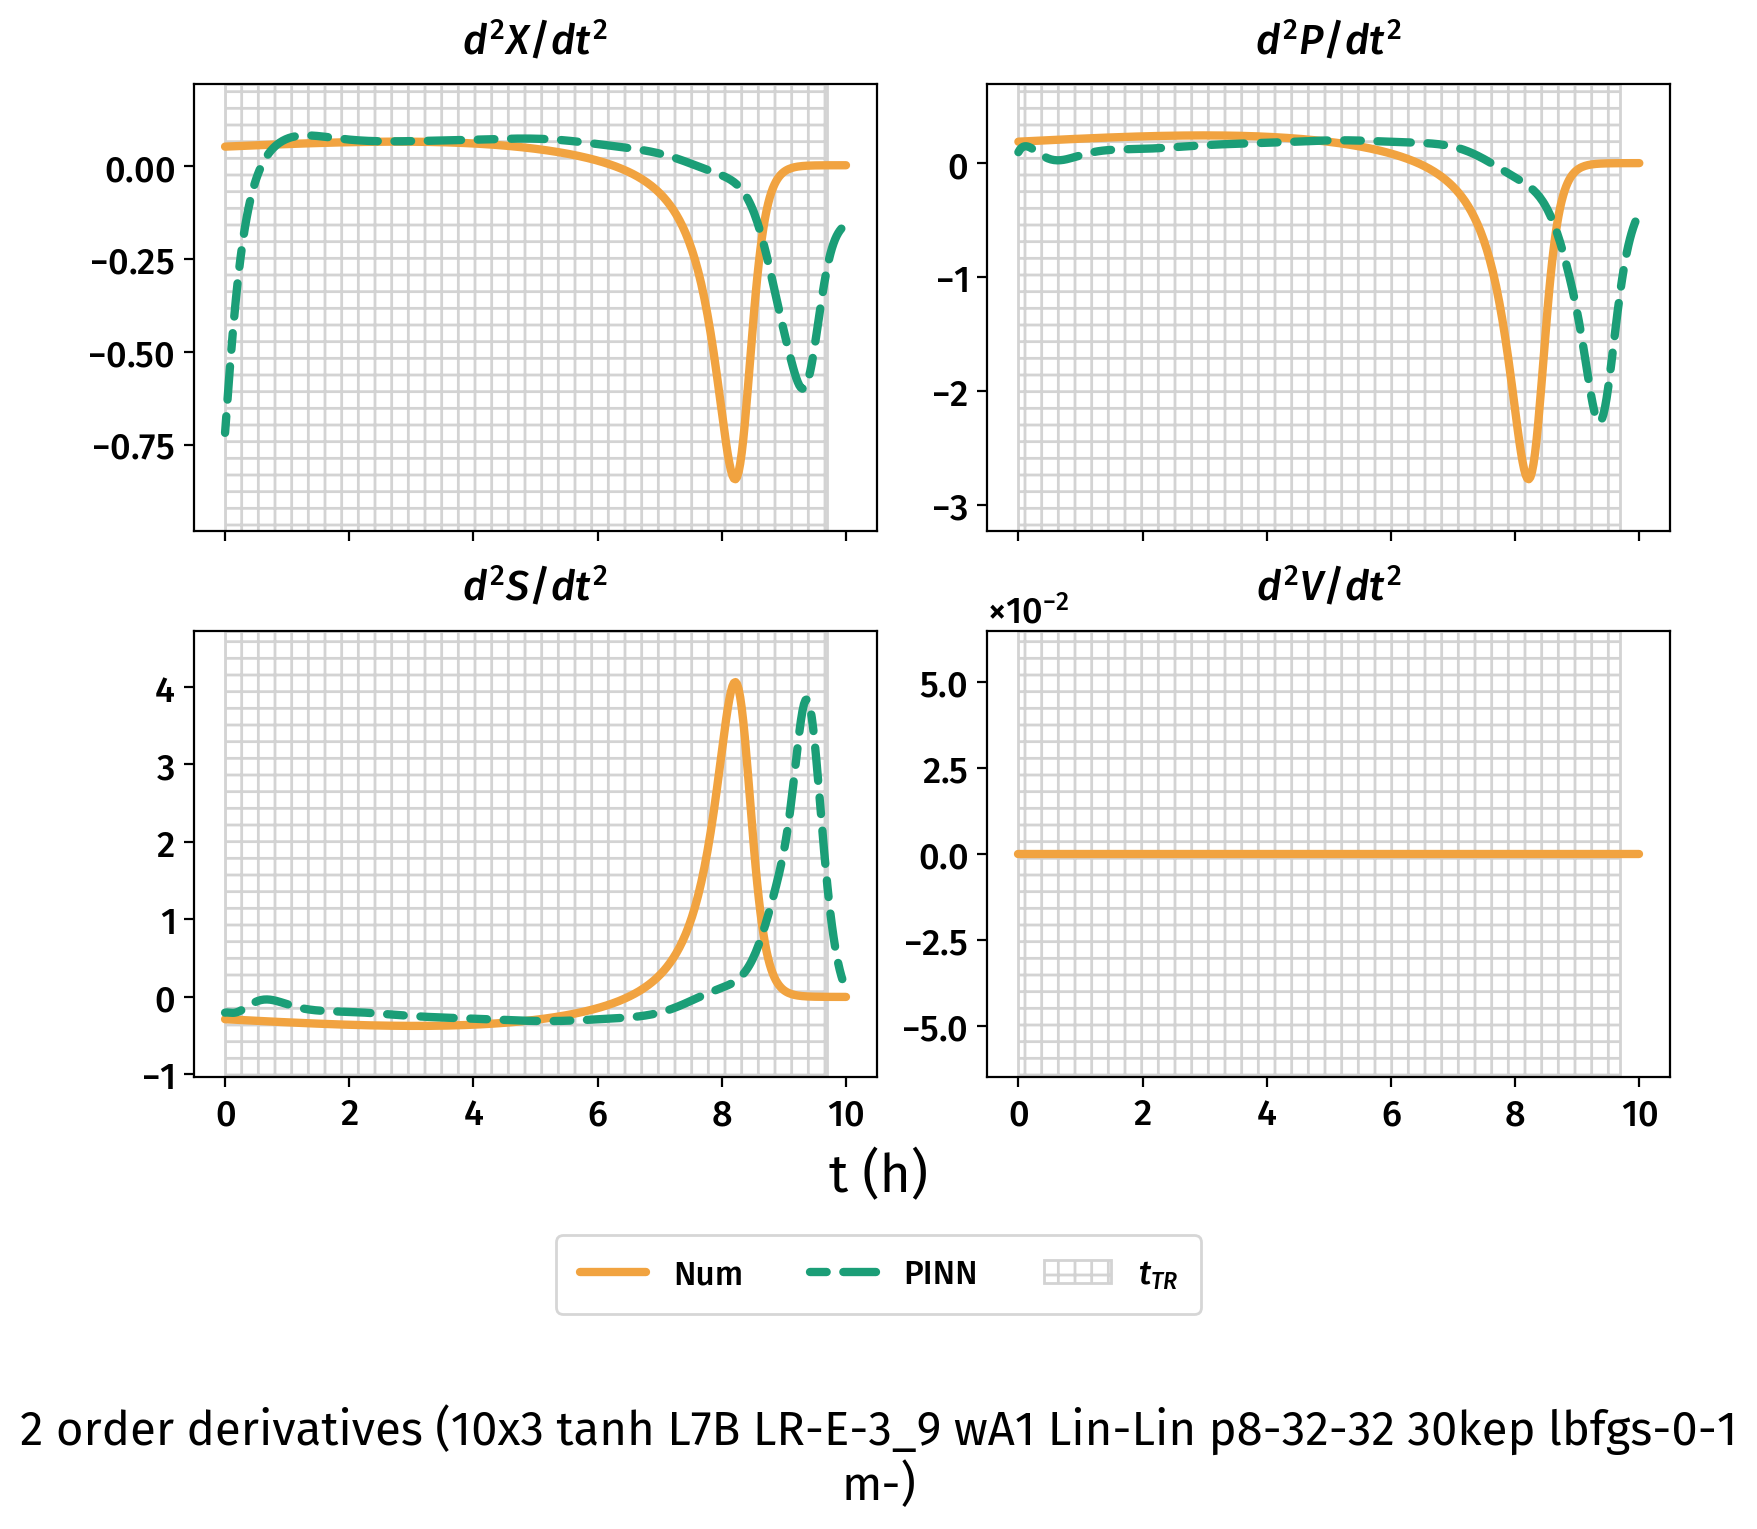 d²X/dt²
d²P/dt²
0.00
−0.25
−0.50
−0.75
0
−1
−2
−3
d²S/dt²
d²V/dt²
×10⁻²
4
3
2
1
0
−1
5.0
2.5
0.0
−2.5
−5.0
0 2 4 6 8 10
0 2 4 6 8 10
t (h)
Num PINN t_TR
2 order derivatives (10x3 tanh L7B LR-E-3_9 wA1 Lin-Lin p8-32-32 30kep lbfgs-0-1
m-)